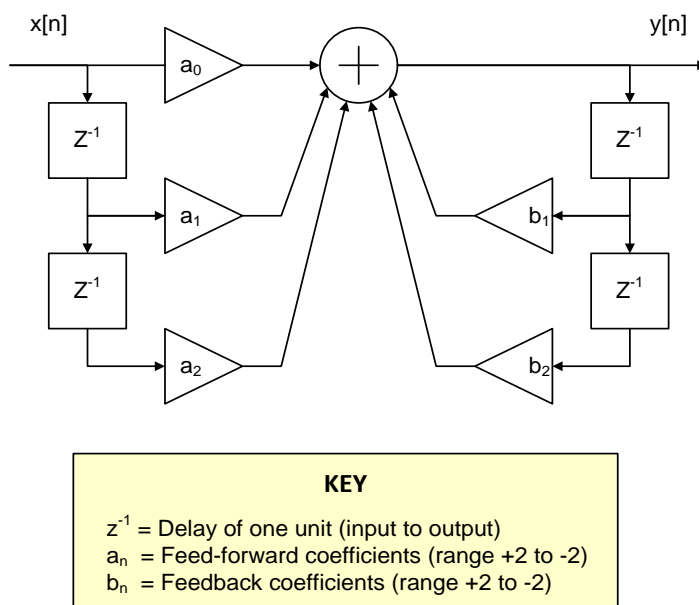 x[n] y[n]
a₀
Z⁻¹ Z⁻¹
a₁ b₁
Z⁻¹ Z⁻¹
a₂ b₂
KEY
z⁻¹ = Delay of one unit (input to output)
aₙ = Feed-forward coefficients (range +2 to -2)
bₙ = Feedback coefficients (range +2 to -2)